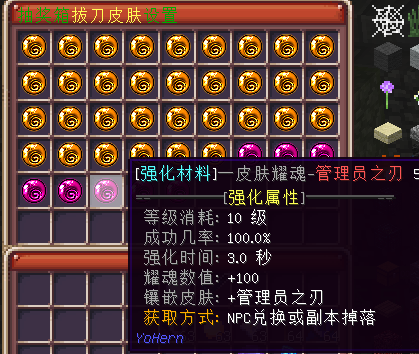 拔刀皮肤设置
[强化材料]—皮肤耀魂-管理员之刃 5
[强化属性]
等级消耗: 10 级
成功几率: 100.0%
强化时间: 3.0 秒
耀魂数值: +100
镶嵌皮肤: +管理员之刃
获取方式: NPC兑换或副本掉落
YoHern